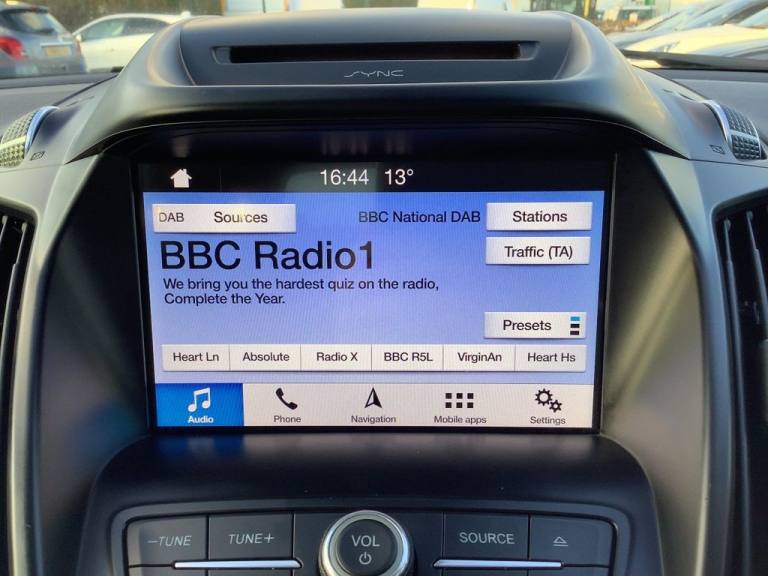 SYNC
16:44 13°
DAB Sources BBC National DAB Stations
BBC Radio1 Traffic (TA)
We bring you the hardest quiz on the radio,
Complete the Year.
Presets
Heart Ln Absolute Radio X BBC R5L VirginAn Heart Hs
Audio Phone Navigation Mobile apps Settings
−TUNE TUNE+ VOL SOURCE